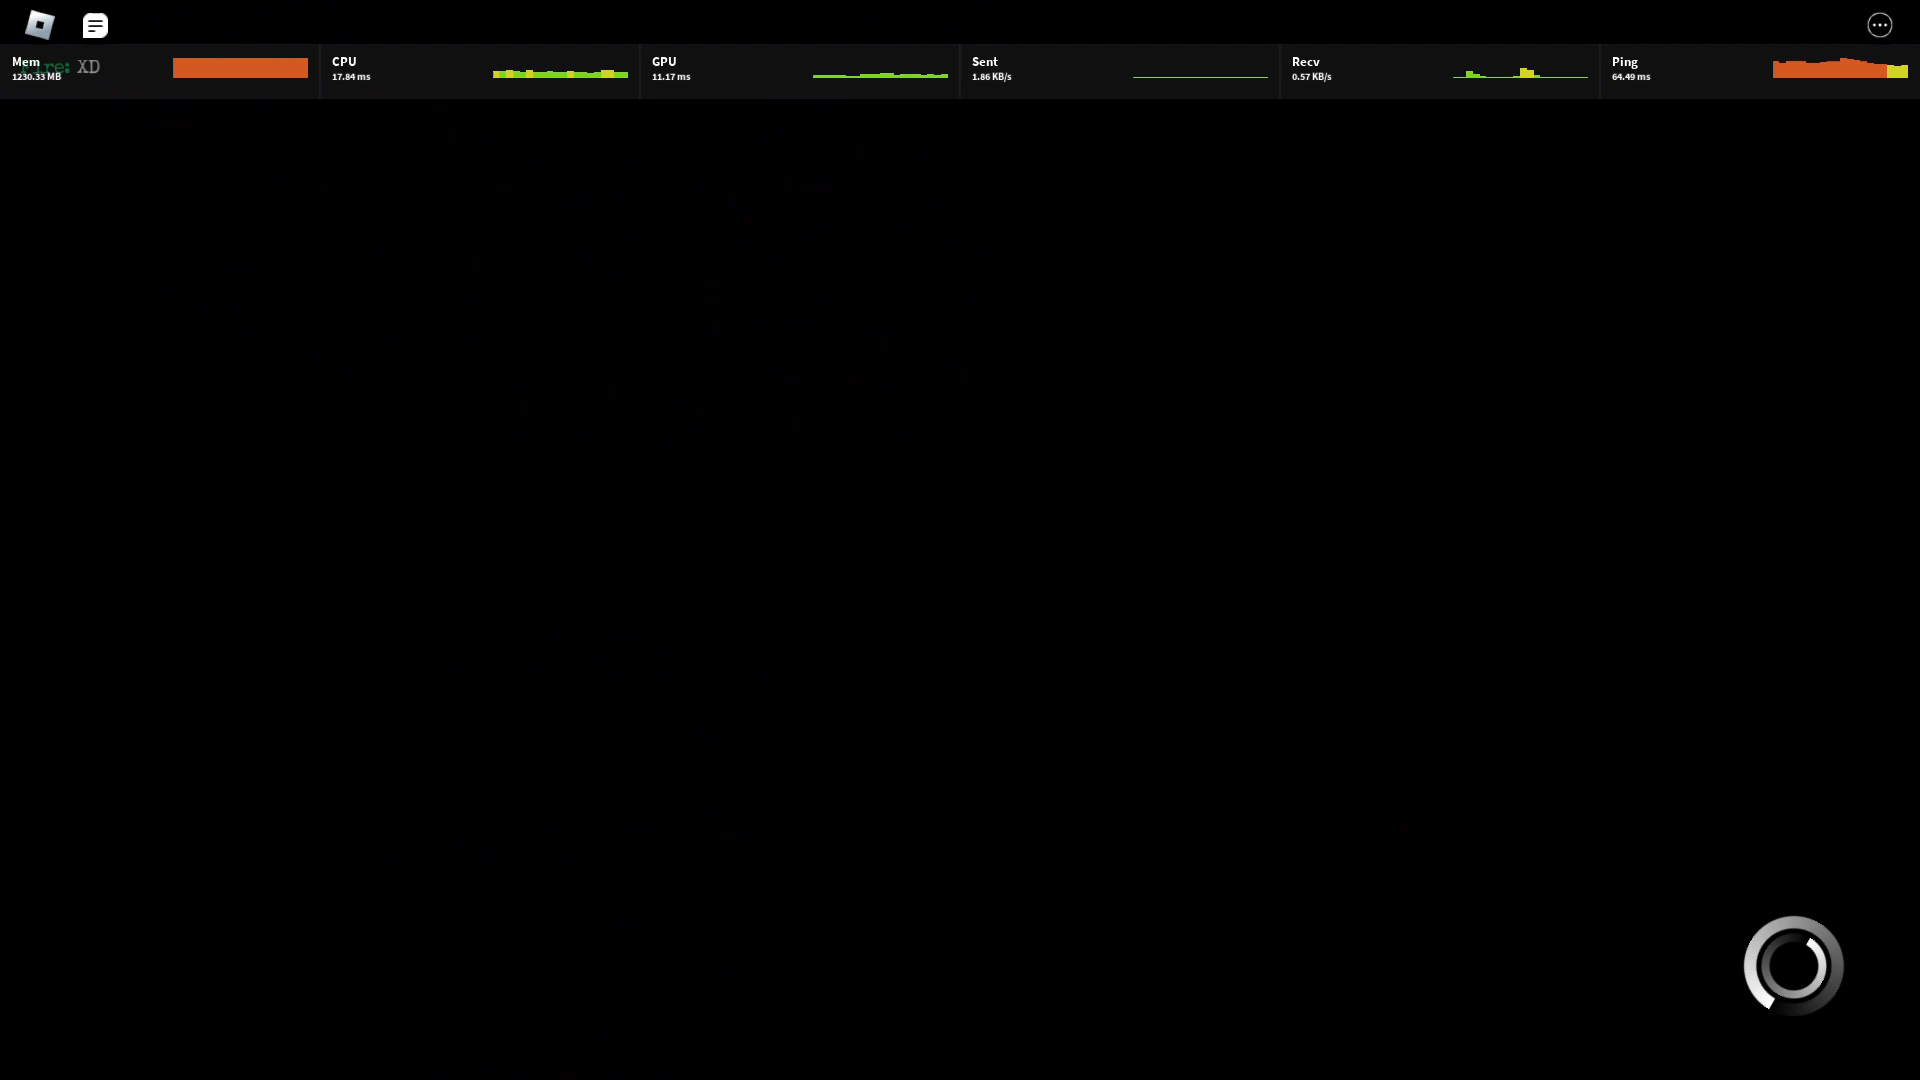 Mem
1230.33 MB
XD
CPU
17.84 ms
GPU
11.17 ms
Sent
1.86 KB/s
Recv
0.57 KB/s
Ping
64.49 ms